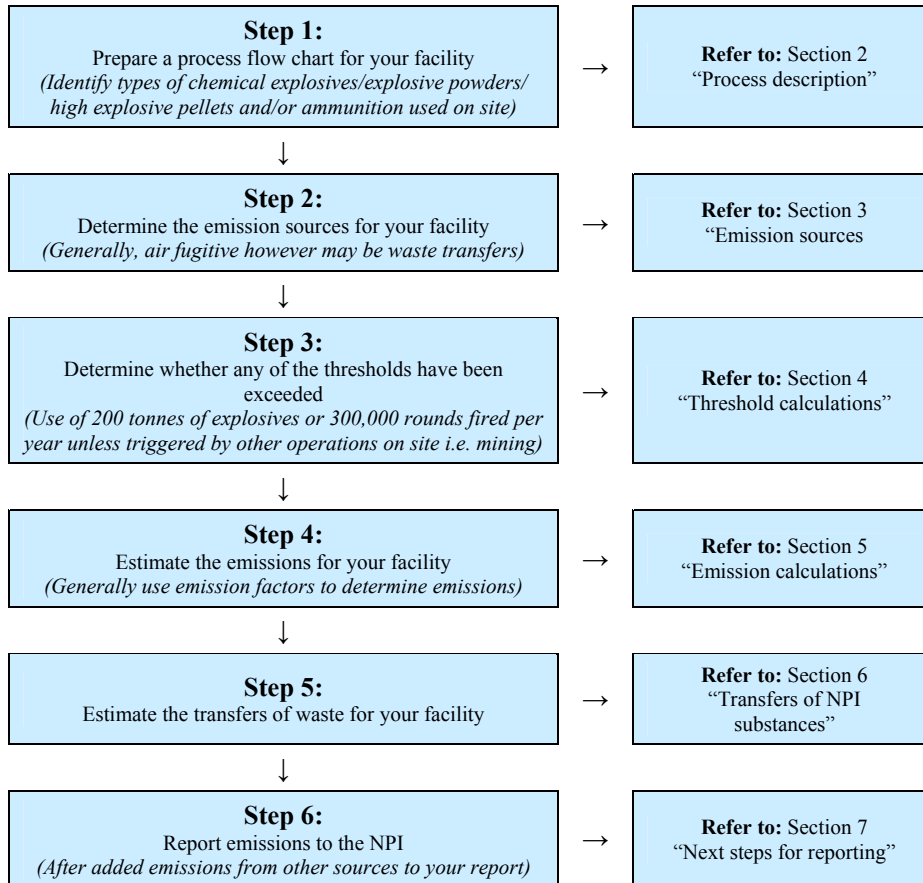 Step 1:
Prepare a process flow chart for your facility
(Identify types of chemical explosives/explosive powders/
high explosive pellets and/or ammunition used on site)
→
Refer to: Section 2
“Process description”
↓
Step 2:
Determine the emission sources for your facility
(Generally, air fugitive however may be waste transfers)
→
Refer to: Section 3
“Emission sources
↓
Step 3:
Determine whether any of the thresholds have been
exceeded
(Use of 200 tonnes of explosives or 300,000 rounds fired per
year unless triggered by other operations on site i.e. mining)
→
Refer to: Section 4
“Threshold calculations”
↓
Step 4:
Estimate the emissions for your facility
(Generally use emission factors to determine emissions)
→
Refer to: Section 5
“Emission calculations”
↓
Step 5:
Estimate the transfers of waste for your facility
→
Refer to: Section 6
“Transfers of NPI
substances”
↓
Step 6:
Report emissions to the NPI
(After added emissions from other sources to your report)
→
Refer to: Section 7
“Next steps for reporting”